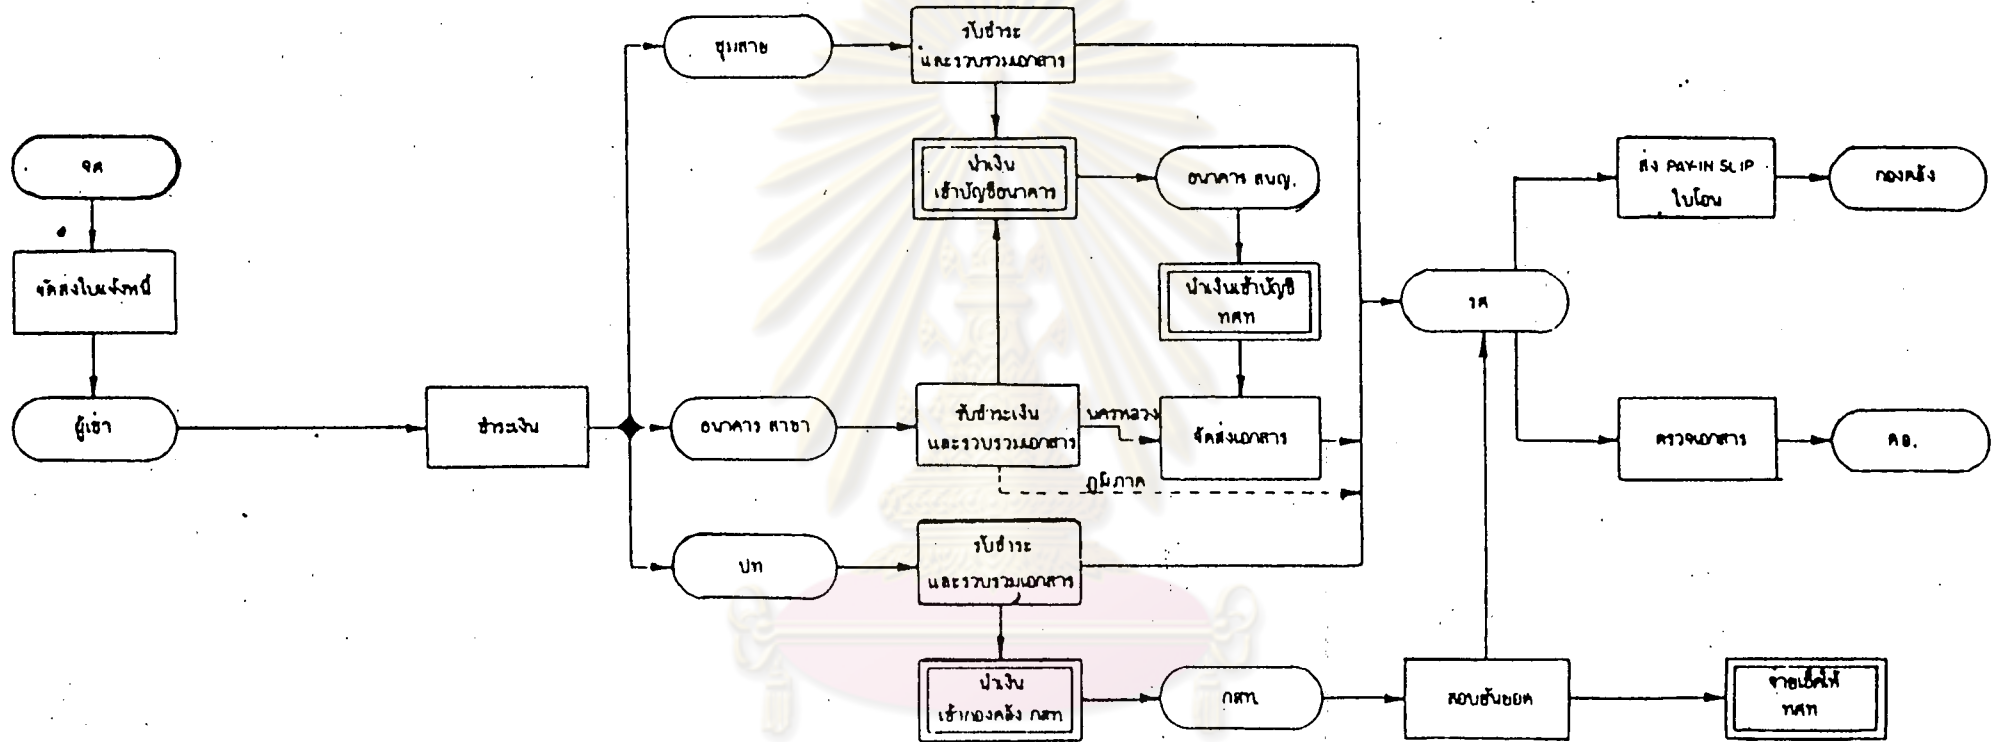 ชุมสาย
รับชำระ
และรวบรวมเอกสาร
จค
นำเงิน
เข้าบัญชีธนาคาร
ธนาคาร สนญ.
ส่ง PAY-IN SLIP
ใบโอน
กองคลัง
จัดส่งใบแจ้งหนี้
นำเงินเข้าบัญชี
ทศท
รค
ผู้เช่า
ชำระเงิน
ธนาคาร สาขา
รับชำระเงิน
และรวบรวมเอกสาร
นครหลวง
จัดส่งเอกสาร
ภูมิภาค
ตรวจเอกสาร
ปท
รับชำระ
และรวบรวมเอกสาร
นำเงิน
เข้ากองคลัง กสท
กสท.
สอบยันยอด
จ่ายเช็คให้
ทศท